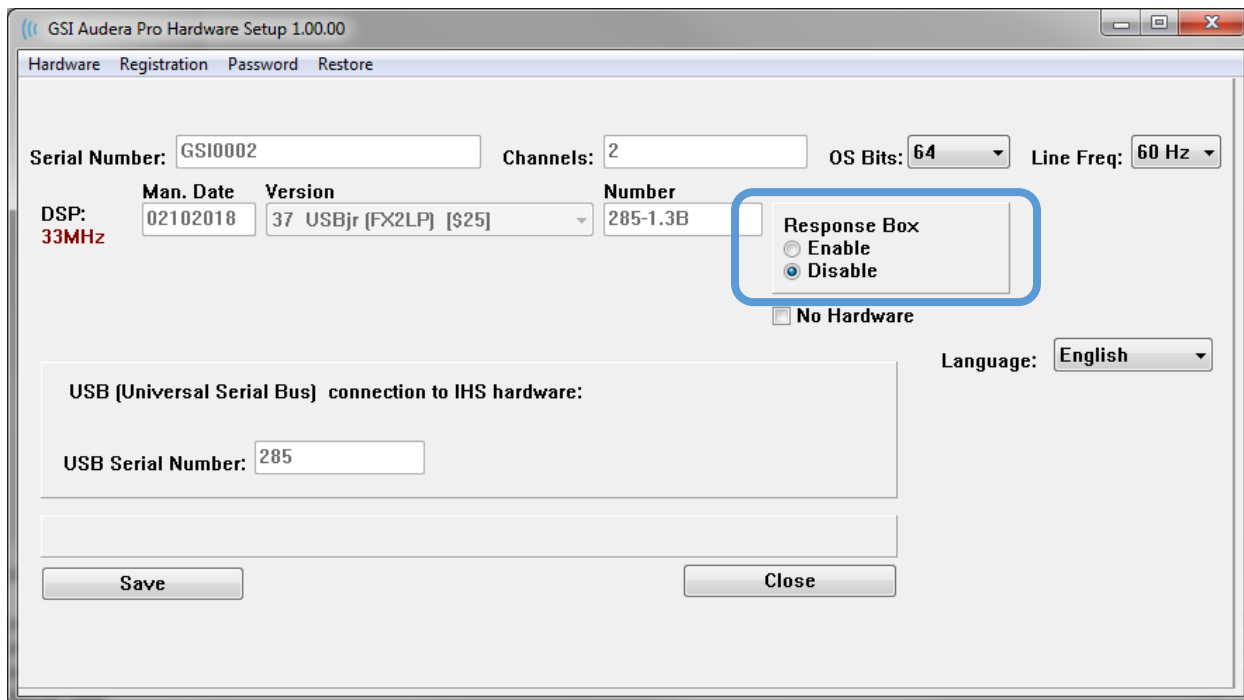 GSI Audera Pro Hardware Setup 1.00.00
Hardware Registration Password Restore
Serial Number: GSI0002 Channels: 2 OS Bits: 64 Line Freq: 60 Hz
Man. Date Version Number
DSP: 02102018 37 USBjr (FX2LP) [$25] 285-1.3B
33MHz
Response Box
Enable
Disable
No Hardware
Language: English
USB (Universal Serial Bus) connection to IHS hardware:
USB Serial Number: 285
Save Close